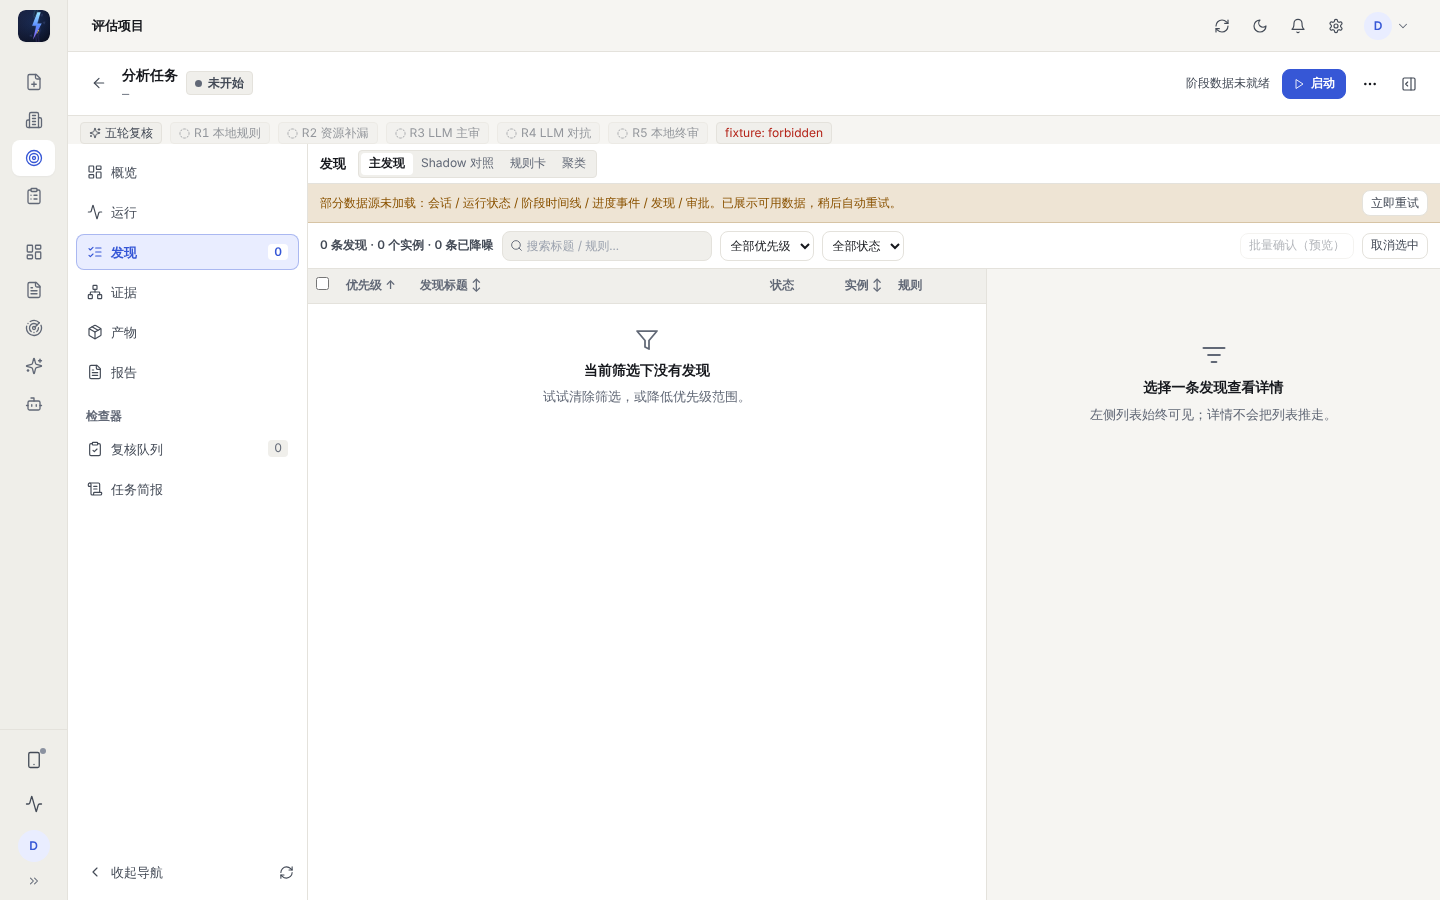 评估项目
D
分析任务
—
未开始
阶段数据未就绪
启动
五轮复核
R1 本地规则
R2 资源补漏
R3 LLM 主审
R4 LLM 对抗
R5 本地终审
fixture: forbidden
概览
运行
发现 0
证据
产物
报告
检查器
复核队列 0
任务简报
收起导航
D
发现
主发现
Shadow 对照
规则卡
聚类
部分数据源未加载：会话 / 运行状态 / 阶段时间线 / 进度事件 / 发现 / 审批。已展示可用数据，稍后自动重试。
立即重试
0 条发现 · 0 个实例 · 0 条已降噪
搜索标题 / 规则...
全部优先级
全部状态
批量确认（预览）
取消选中
优先级
发现标题
状态
实例
规则
当前筛选下没有发现
试试清除筛选，或降低优先级范围。
选择一条发现查看详情
左侧列表始终可见；详情不会把列表推走。